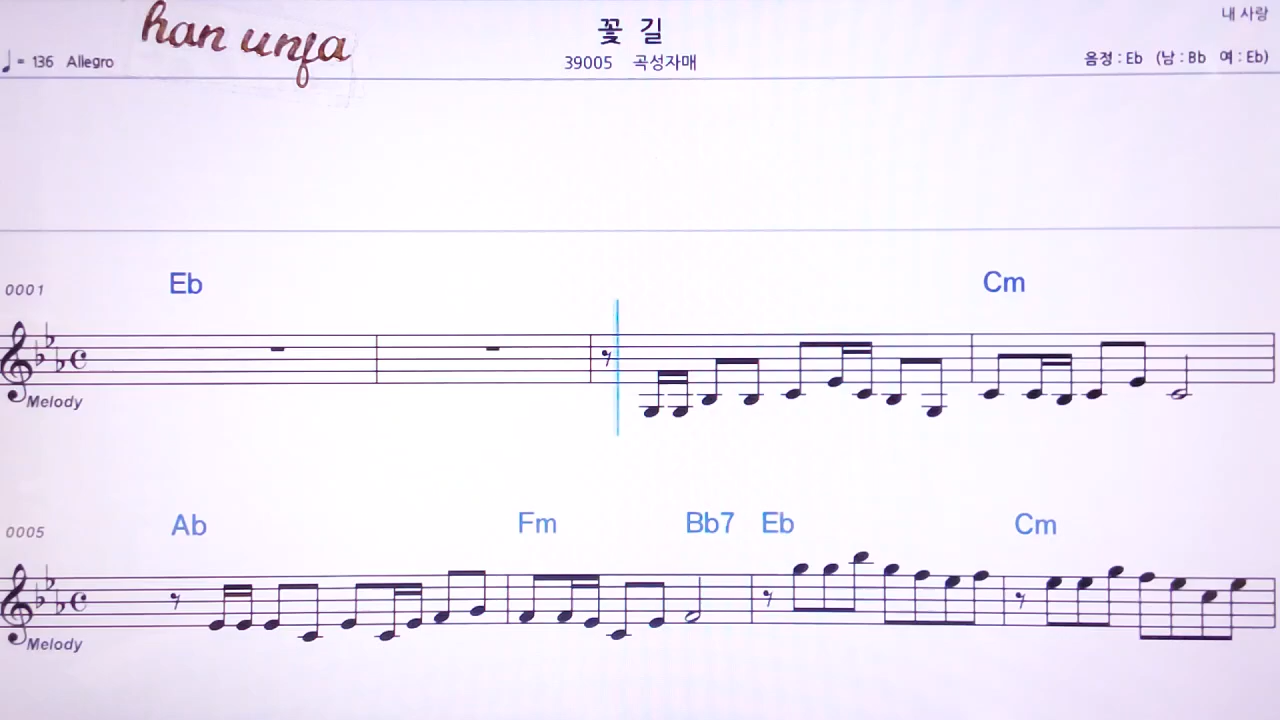 han unja
꽃 길
내 사랑
♩= 136 Allegro
39005 곡성자매
음정 : Eb (남 : Bb 여 : Eb)
0001
Eb
Cm
Melody
0005
Ab
Fm
Bb7
Eb
Cm
Melody